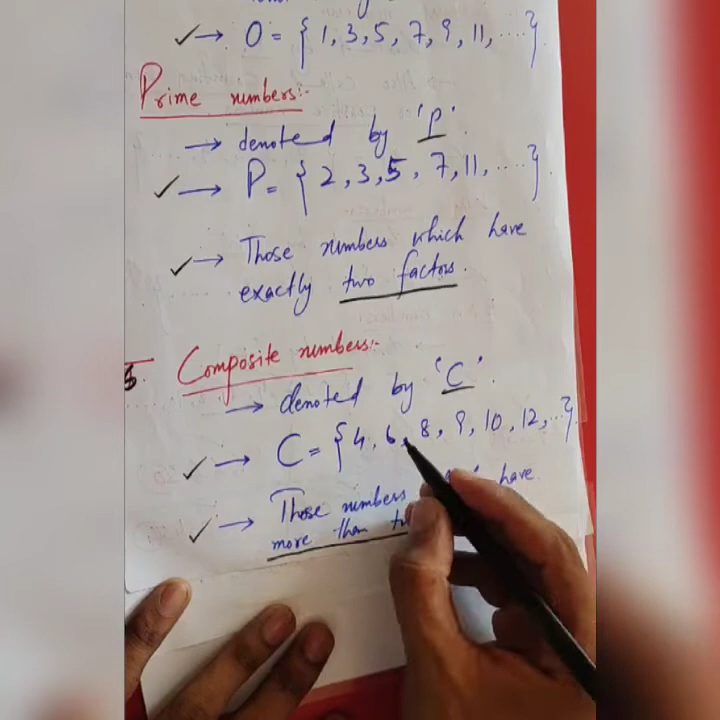 → O = { 1, 3, 5, 7, 9, 11, ....}
Prime numbers:-
→ denoted by 'P'.
→ P = { 2, 3, 5, 7, 11, ....}.
→ Those numbers which have
exactly two factors.
Composite numbers:-
→ denoted by 'C'.
→ C = { 4, 6, 8, 9, 10, 12, ..}.
→ Those numbers have
more than